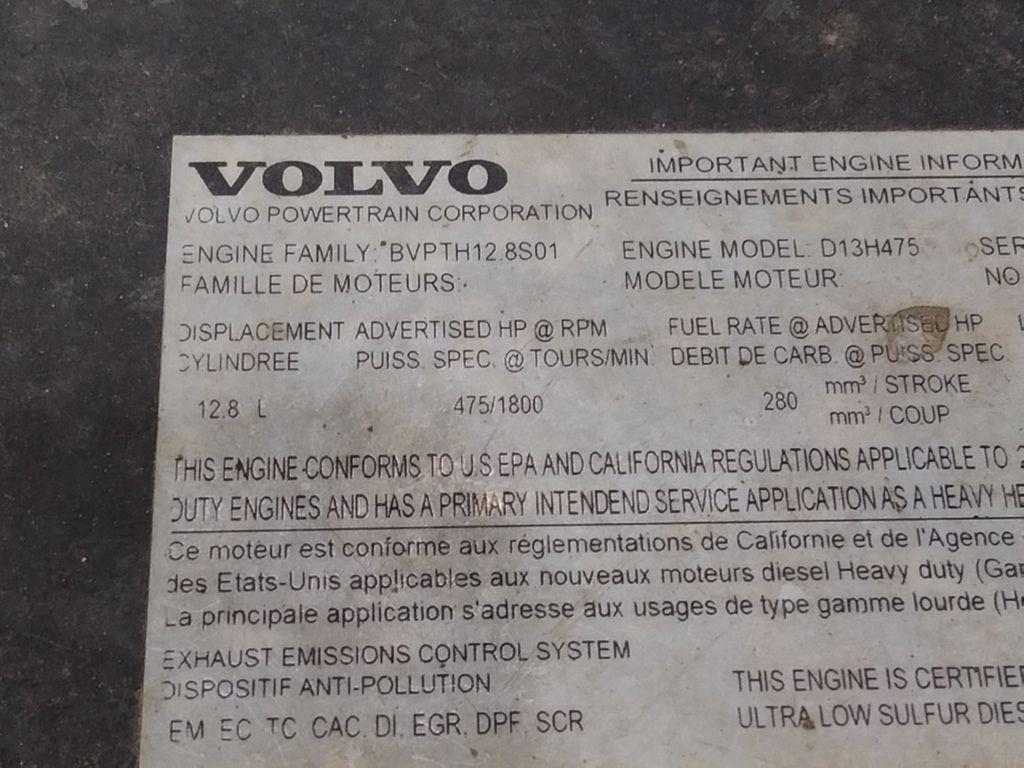 VOLVO
IMPORTANT ENGINE INFORM
VOLVO POWERTRAIN CORPORATION
RENSEIGNEMENTS IMPORTANTS
ENGINE FAMILY: BVPTH12.8S01
ENGINE MODEL: D13H475
SER
FAMILLE DE MOTEURS:
MODELE MOTEUR:
NO
DISPLACEMENT ADVERTISED HP @ RPM
FUEL RATE @ ADVERTISED HP
CYLINDREE PUISS. SPEC. @ TOURS/MIN.
DEBIT DE CARB. @ PUISS. SPEC.
12.8 L
475/1800
280
mm³ / STROKE
mm³ / COUP
THIS ENGINE CONFORMS TO U.S EPA AND CALIFORNIA REGULATIONS APPLICABLE TO 2
DUTY ENGINES AND HAS A PRIMARY INTENDEND SERVICE APPLICATION AS A HEAVY HE
Ce moteur est conforme aux réglementations de Californie et de l'Agence
des Etats-Unis applicables aux nouveaux moteurs diesel Heavy duty (Gam
La principale application s'adresse aux usages de type gamme lourde (He
EXHAUST EMISSIONS CONTROL SYSTEM
DISPOSITIF ANTI-POLLUTION
EM EC TC CAC, DI, EGR, DPF, SCR
THIS ENGINE IS CERTIFIE
ULTRA LOW SULFUR DIES